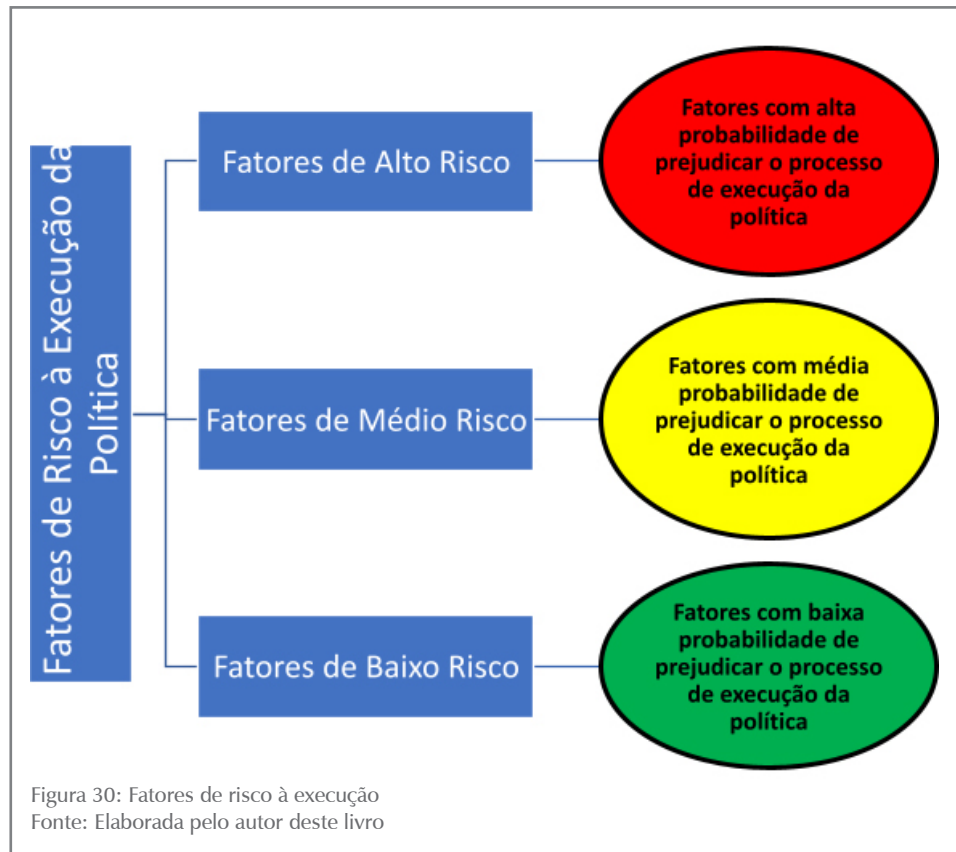 Fatores de Risco à Execução da
Política
Fatores de Alto Risco
Fatores com alta
probabilidade de
prejudicar o processo
de execução da
política
Fatores de Médio Risco
Fatores com média
probabilidade de
prejudicar o processo
de execução da
política
Fatores de Baixo Risco
Fatores com baixa
probabilidade de
prejudicar o processo
de execução da
política
Figura 30: Fatores de risco à execução
Fonte: Elaborada pelo autor deste livro